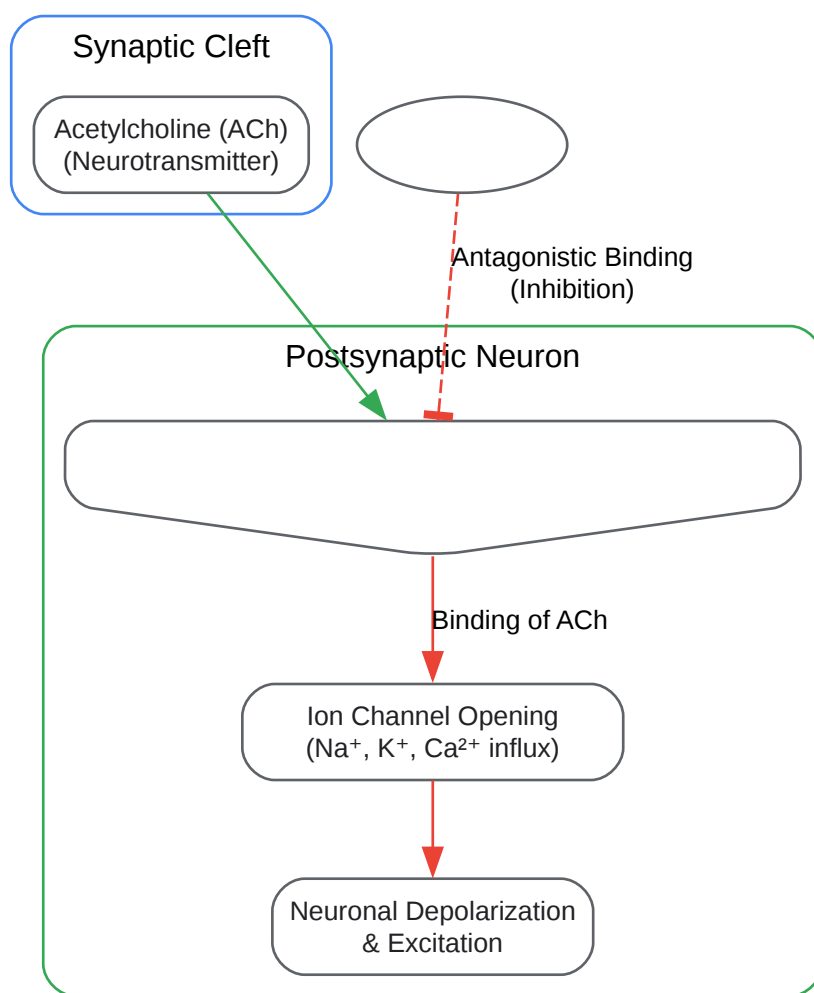 Synaptic Cleft
Acetylcholine (ACh)
(Neurotransmitter)
Antagonistic Binding
(Inhibition)
Postsynaptic Neuron
Binding of ACh
Ion Channel Opening
(Na⁺, K⁺, Ca²⁺ influx)
Neuronal Depolarization
& Excitation